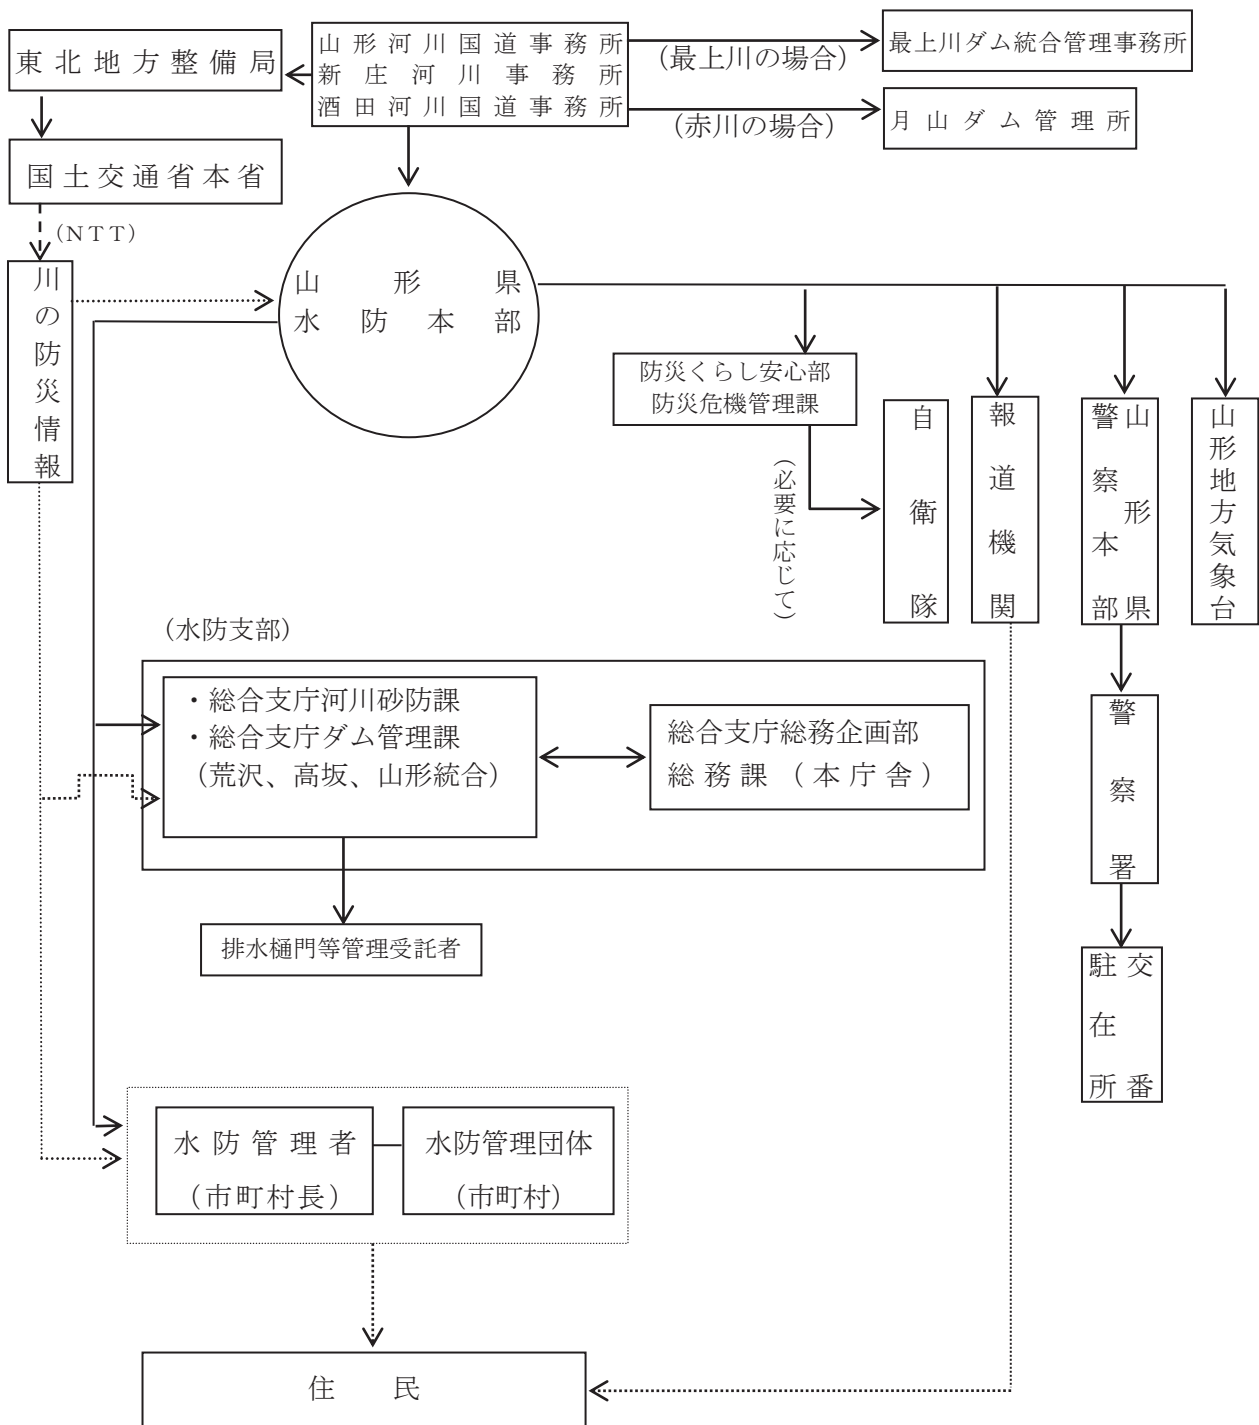 山形河川国道事務所
新庄河川事務所
酒田河川国道事務所
東北地方整備局
(最上川の場合)
最上川ダム統合管理事務所
(赤川の場合)
月山ダム管理所
国土交通省本省
(NTT)
川の防災情報
山形県
水防本部
防災くらし安心部
防災危機管理課
(必要に応じて)
自衛隊
報道機関
山形県
警察本部
山形地方気象台
(水防支部)
・総合支庁河川砂防課
・総合支庁ダム管理課
(荒沢、高坂、山形統合)
総合支庁総務企画部
総務課(本庁舎)
警察署
排水樋門等管理受託者
交番
駐在所
水防管理者
(市町村長)
水防管理団体
(市町村)
住民